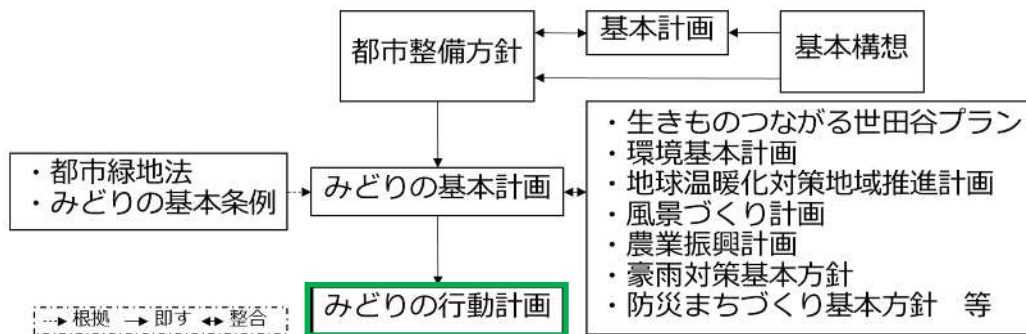 都市整備方針
基本計画
基本構想
・都市緑地法
・みどりの基本条例
みどりの基本計画
・生きものつながる世田谷プラン
・環境基本計画
・地球温暖化対策地域推進計画
・風景づくり計画
・農業振興計画
・豪雨対策基本方針
・防災まちづくり基本方針 等
みどりの行動計画
根拠 即す 整合